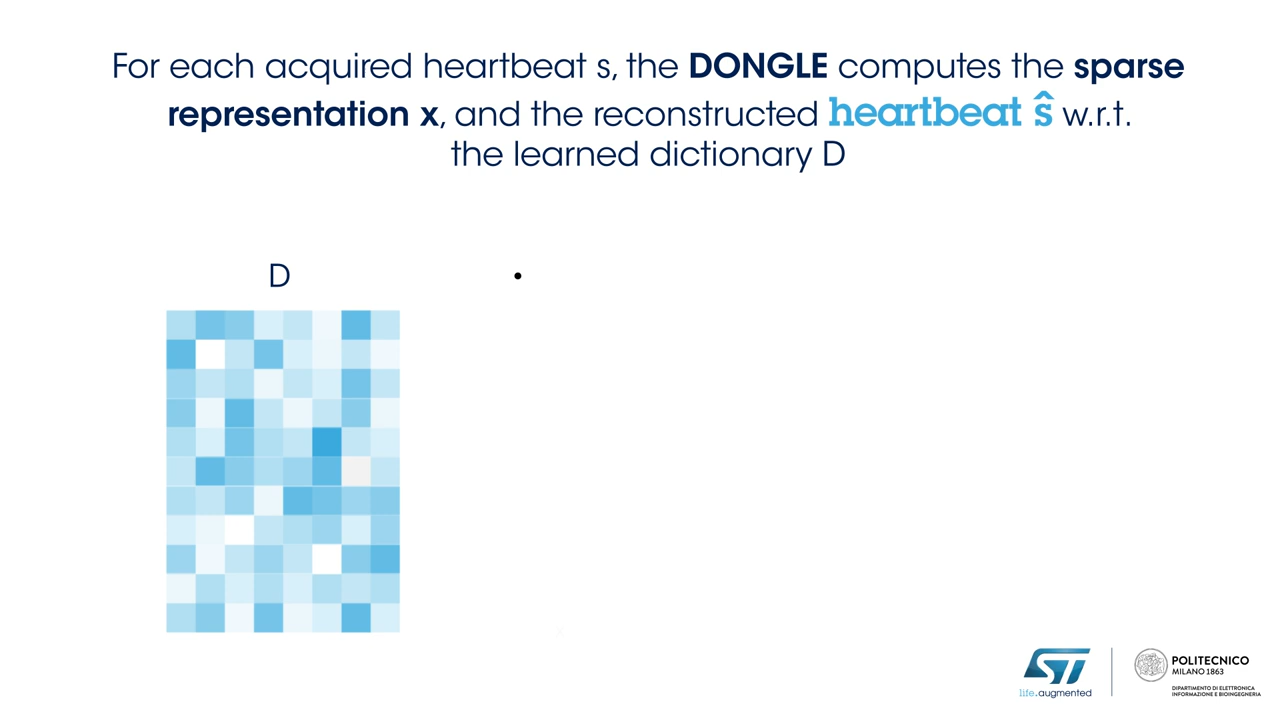 For each acquired heartbeat s, the DONGLE computes the sparse
representation x, and the reconstructed heartbeat ŝ w.r.t.
the learned dictionary D
D
•
ST
life.augmented
POLITECNICO
MILANO 1863
DIPARTIMENTO DI ELETTRONICA
INFORMAZIONE E BIOINGEGNERIA